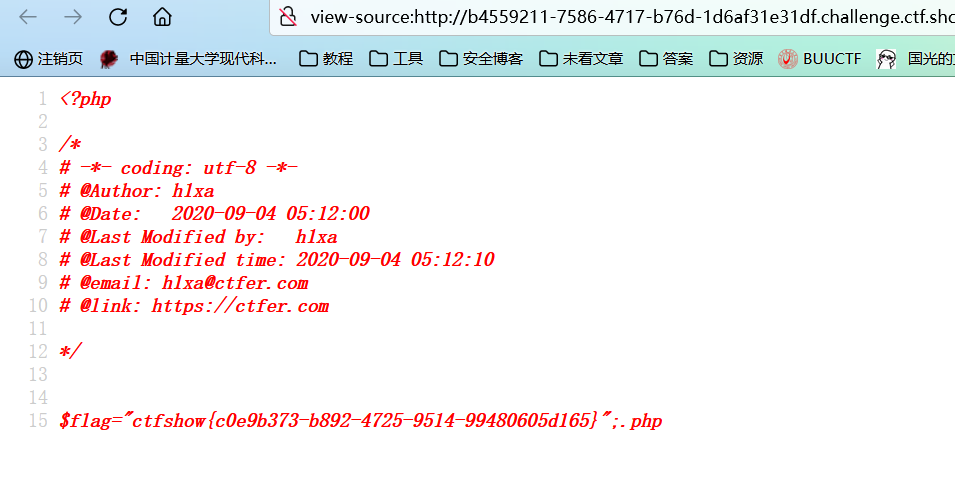 view-source:http://b4559211-7586-4717-b76d-1d6af31e31df.challenge.ctf.sho
注销页 中国计量大学现代科... 教程 工具 安全博客 未看文章 答案 资源 BUUCTF 国光的
1 <?php
2
3 /*
4 # -*- coding: utf-8 -*-
5 # @Author: h1xa
6 # @Date:   2020-09-04 05:12:00
7 # @Last Modified by:   h1xa
8 # @Last Modified time: 2020-09-04 05:12:10
9 # @email: h1xa@ctfer.com
10 # @link: https://ctfer.com
11
12 */
13
14
15 $flag="ctfshow{c0e9b373-b892-4725-9514-99480605d165}";.php